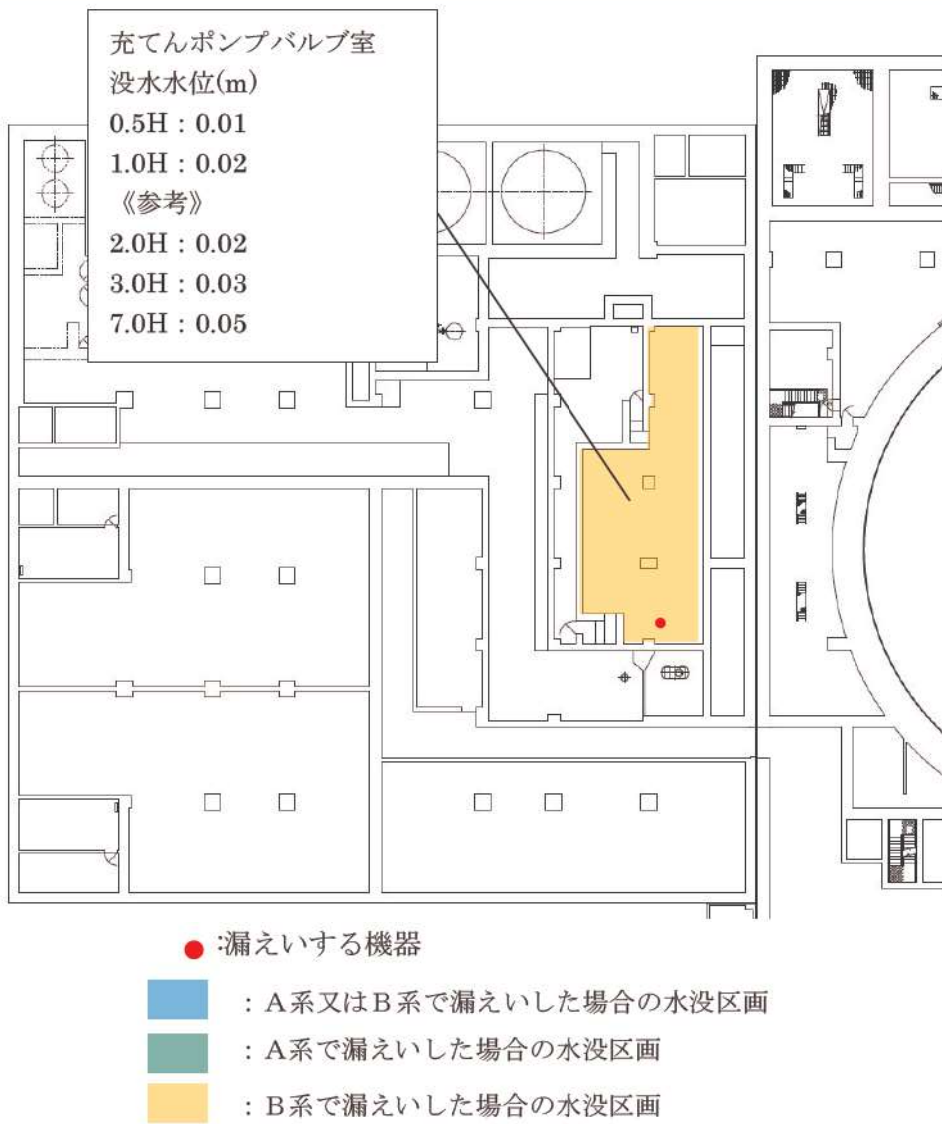 充てんポンプバルブ室
没水水位(m)
0.5H：0.01
1.0H：0.02
《参考》
2.0H：0.02
3.0H：0.03
7.0H：0.05
:漏えいする機器
：A系又はB系で漏えいした場合の水没区画
：A系で漏えいした場合の水没区画
：B系で漏えいした場合の水没区画